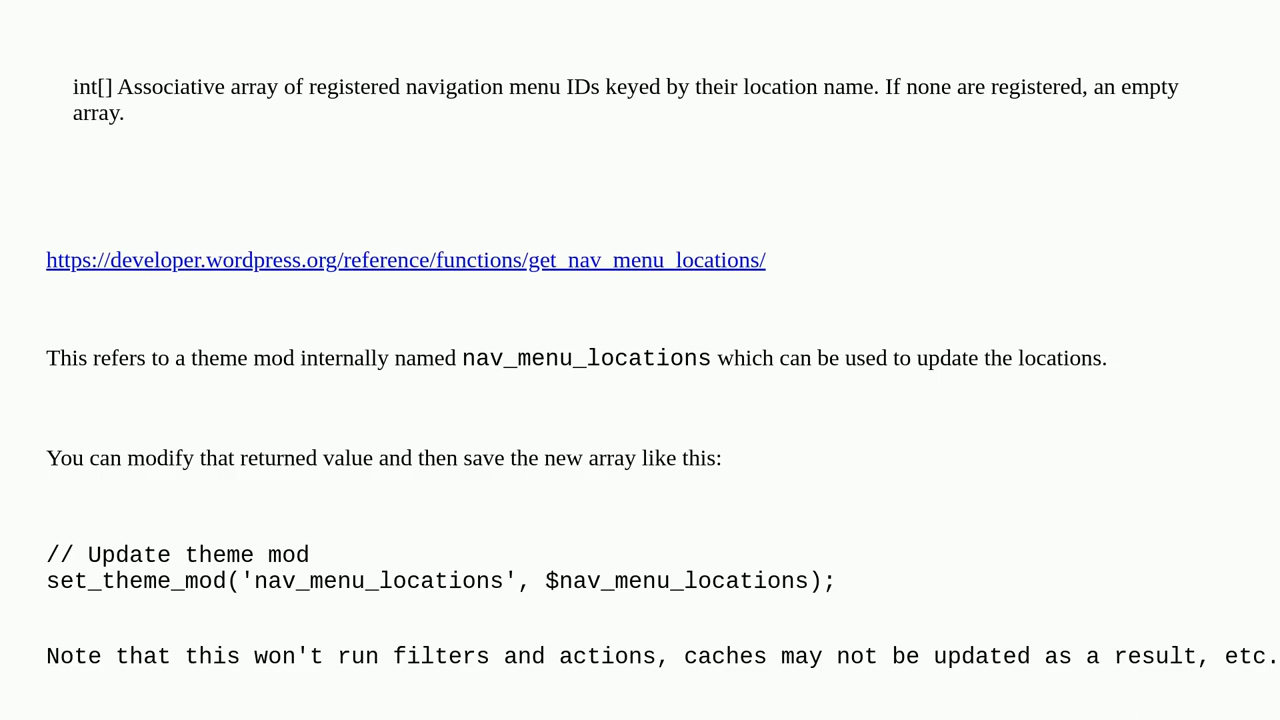 int[] Associative array of registered navigation menu IDs keyed by their location name. If none are registered, an empty
array.
https://developer.wordpress.org/reference/functions/get_nav_menu_locations/
This refers to a theme mod internally named nav_menu_locations which can be used to update the locations.
You can modify that returned value and then save the new array like this:
// Update theme mod
set_theme_mod('nav_menu_locations', $nav_menu_locations);
Note that this won't run filters and actions, caches may not be updated as a result, etc.